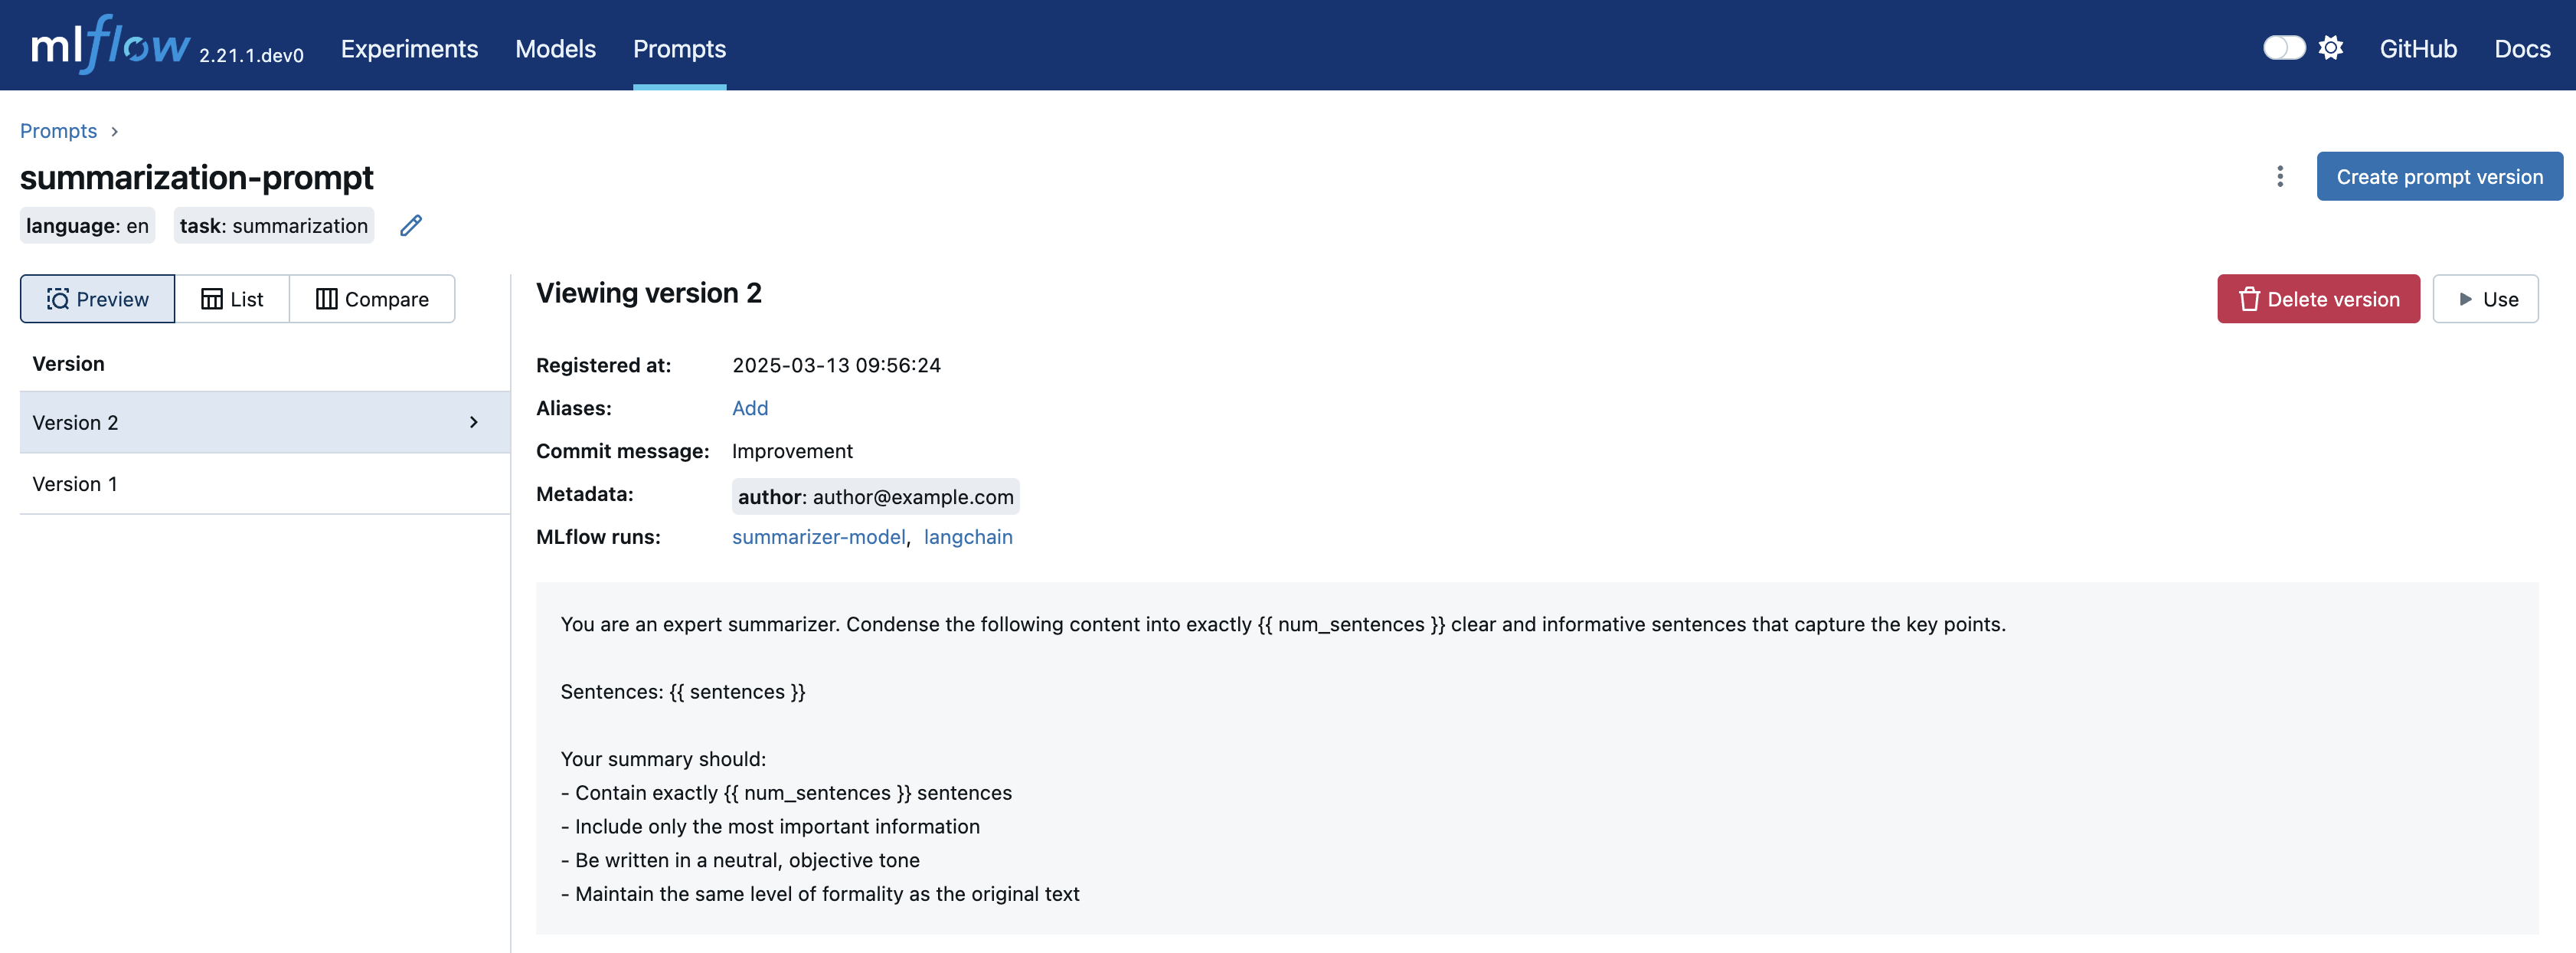 mlflow 2.21.1.dev0 Experiments Models Prompts GitHub Docs
Prompts
summarization-prompt
Create prompt version
language: en task: summarization
Preview List Compare
Version
Version 2
Version 1
Viewing version 2
Delete version Use
Registered at: 2025-03-13 09:56:24
Aliases: Add
Commit message: Improvement
Metadata: author: author@example.com
MLflow runs: summarizer-model, langchain
You are an expert summarizer. Condense the following content into exactly {{ num_sentences }} clear and informative sentences that capture the key points.
Sentences: {{ sentences }}
Your summary should:
- Contain exactly {{ num_sentences }} sentences
- Include only the most important information
- Be written in a neutral, objective tone
- Maintain the same level of formality as the original text